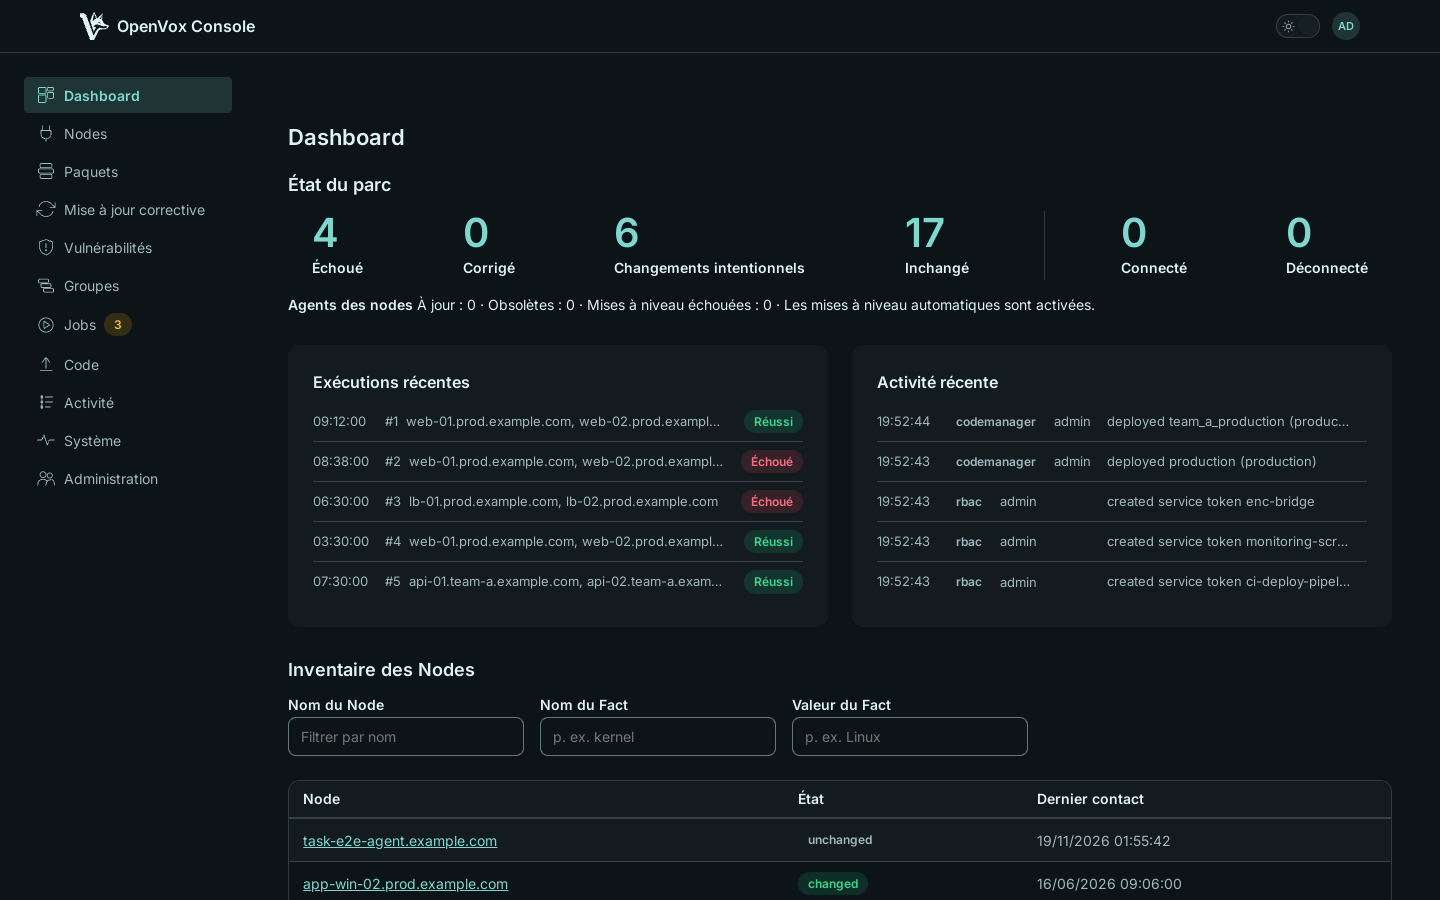 OpenVox Console
AD
Dashboard
Nodes
Paquets
Mise à jour corrective
Vulnérabilités
Groupes
Jobs 3
Code
Activité
Système
Administration
Dashboard
État du parc
4 0 6 17 0 0
Échoué Corrigé Changements intentionnels Inchangé Connecté Déconnecté
Agents des nodes À jour : 0 · Obsolètes : 0 · Mises à niveau échouées : 0 · Les mises à niveau automatiques sont activées.
Exécutions récentes
09:12:00 #1 web-01.prod.example.com, web-02.prod.exampl... Réussi
08:38:00 #2 web-01.prod.example.com, web-02.prod.exampl... Échoué
06:30:00 #3 lb-01.prod.example.com, lb-02.prod.example.com Échoué
03:30:00 #4 web-01.prod.example.com, web-02.prod.exampl... Réussi
07:30:00 #5 api-01.team-a.example.com, api-02.team-a.exam... Réussi
Activité récente
19:52:44 codemanager admin deployed team_a_production (produc...
19:52:43 codemanager admin deployed production (production)
19:52:43 rbac admin created service token enc-bridge
19:52:43 rbac admin created service token monitoring-scr...
19:52:43 rbac admin created service token ci-deploy-pipel...
Inventaire des Nodes
Nom du Node Nom du Fact Valeur du Fact
Filtrer par nom p. ex. kernel p. ex. Linux
Node État Dernier contact
task-e2e-agent.example.com unchanged 19/11/2026 01:55:42
app-win-02.prod.example.com changed 16/06/2026 09:06:00